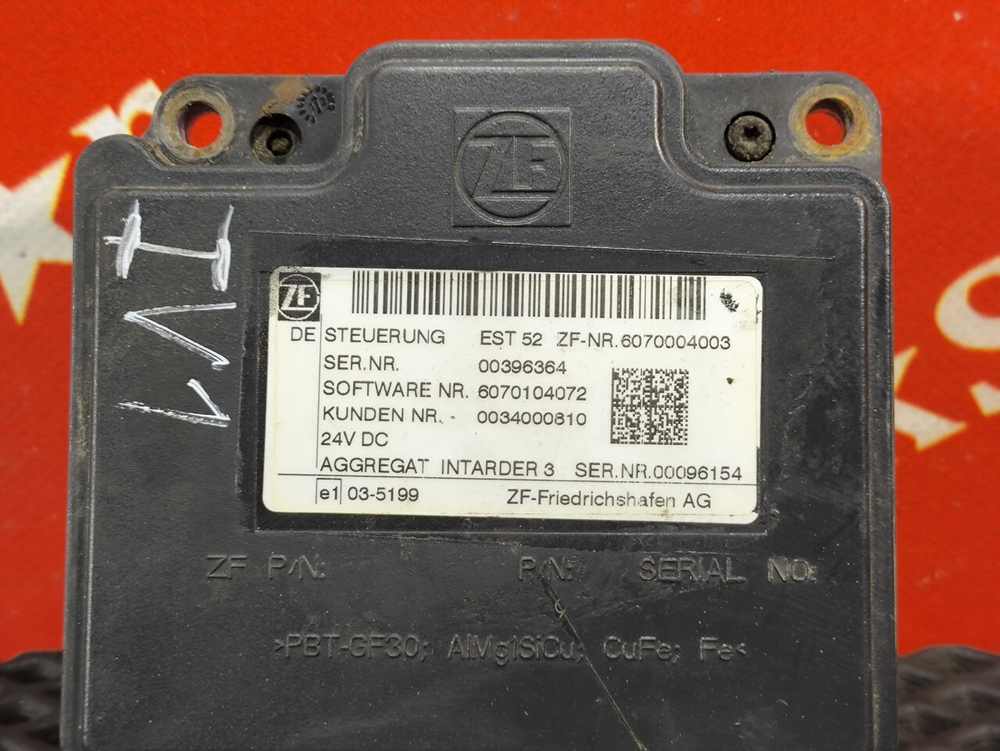 ZF
ZF
DE STEUERUNG EST 52 ZF-NR.6070004003
SER.NR. 00396364
SOFTWARE NR. 6070104072
KUNDEN NR. - 0034000810
24V DC
AGGREGAT INTARDER 3 SER.NR.00096154
e1 03-5199 ZF-Friedrichshafen AG
ZF P/N: P/N: SERIAL NO:
>PBT-GF30; AlMg1SiCu; CuFe; Fe<